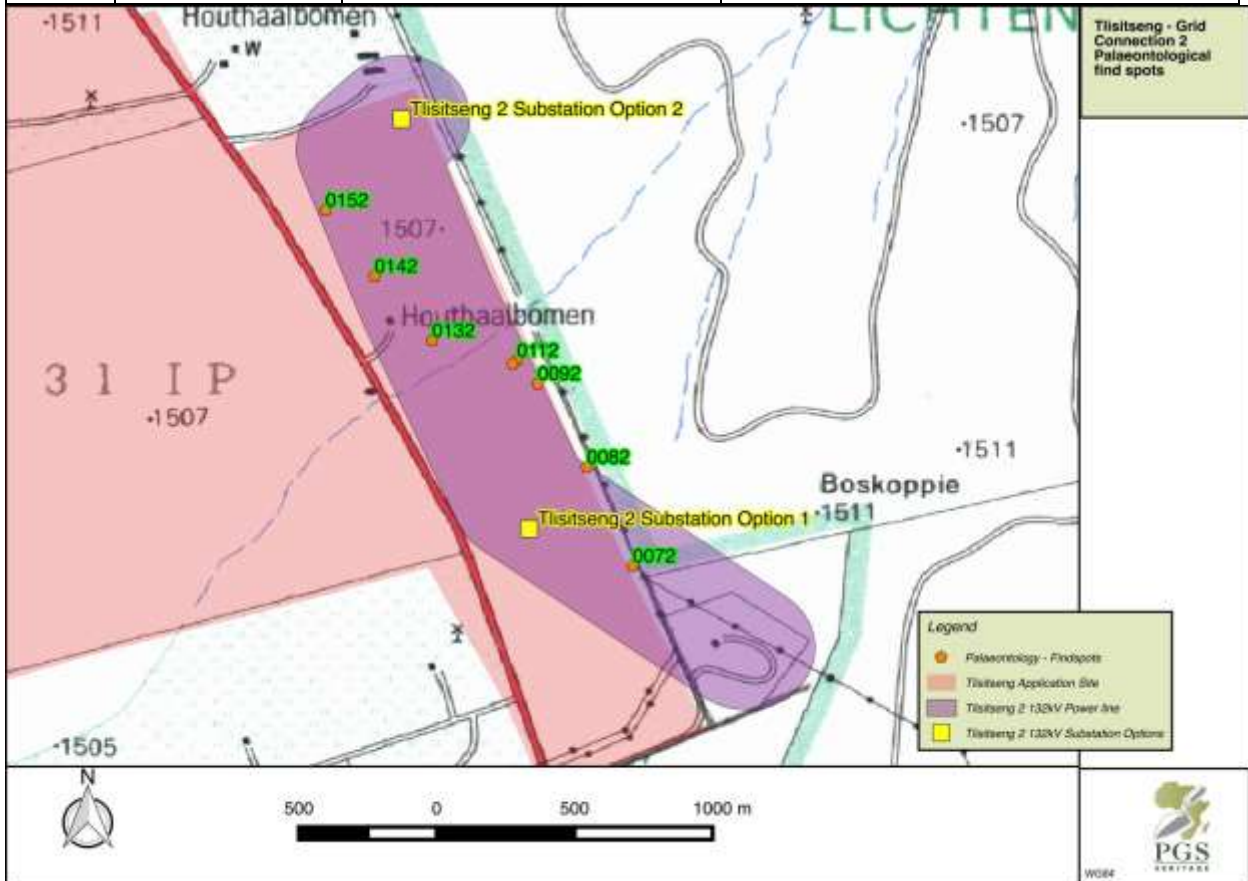 ·1511
Houthaalbomen
W
LICHTEN
Tlisitseng - Grid
Connection 2
Palaeontological
find spots
Tlisitseng 2 Substation Option 2
·1507
0152
1507·
0142
Houthaalbomen
0132
0112
0092
31 IP
·1507
0082
·1511
Boskoppie
Tlisitseng 2 Substation Option 1
·1511
0072
Legend
Palaeontology - Findspots
Tlisitseng Application Site
Tlisitseng 2 132kV Power line
Tlisitseng 2 132kV Substation Options
·1505
N
500 0 500 1000 m
PGS
HERITAGE
WG84